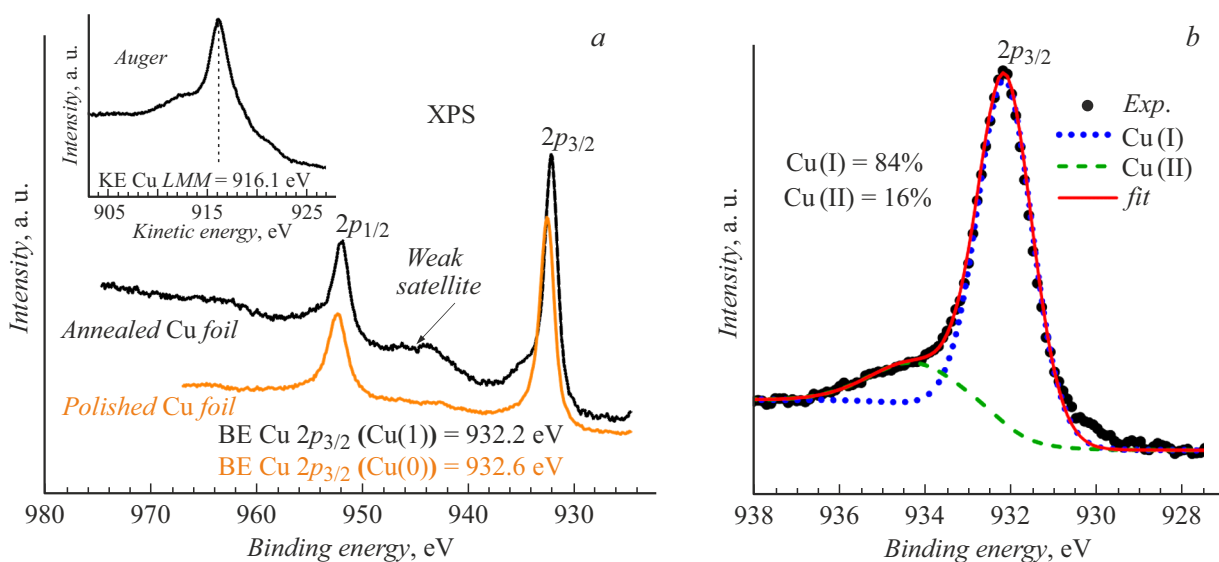 a
Intensity, a. u.
Auger
KE Cu LMM = 916.1 eV
905 915 925
Kinetic energy, eV
XPS
2p3/2
2p1/2
Weak
satellite
Intensity, a. u.
Annealed Cu foil
Polished Cu foil
BE Cu 2p3/2 (Cu(1)) = 932.2 eV
BE Cu 2p3/2 (Cu(0)) = 932.6 eV
980 970 960 950 940 930
Binding energy, eV
b
2p3/2
Exp.
Cu (I)
Cu (II)
fit
Cu (I) = 84%
Cu (II) = 16%
Intensity, a. u.
938 936 934 932 930 928
Binding energy, eV